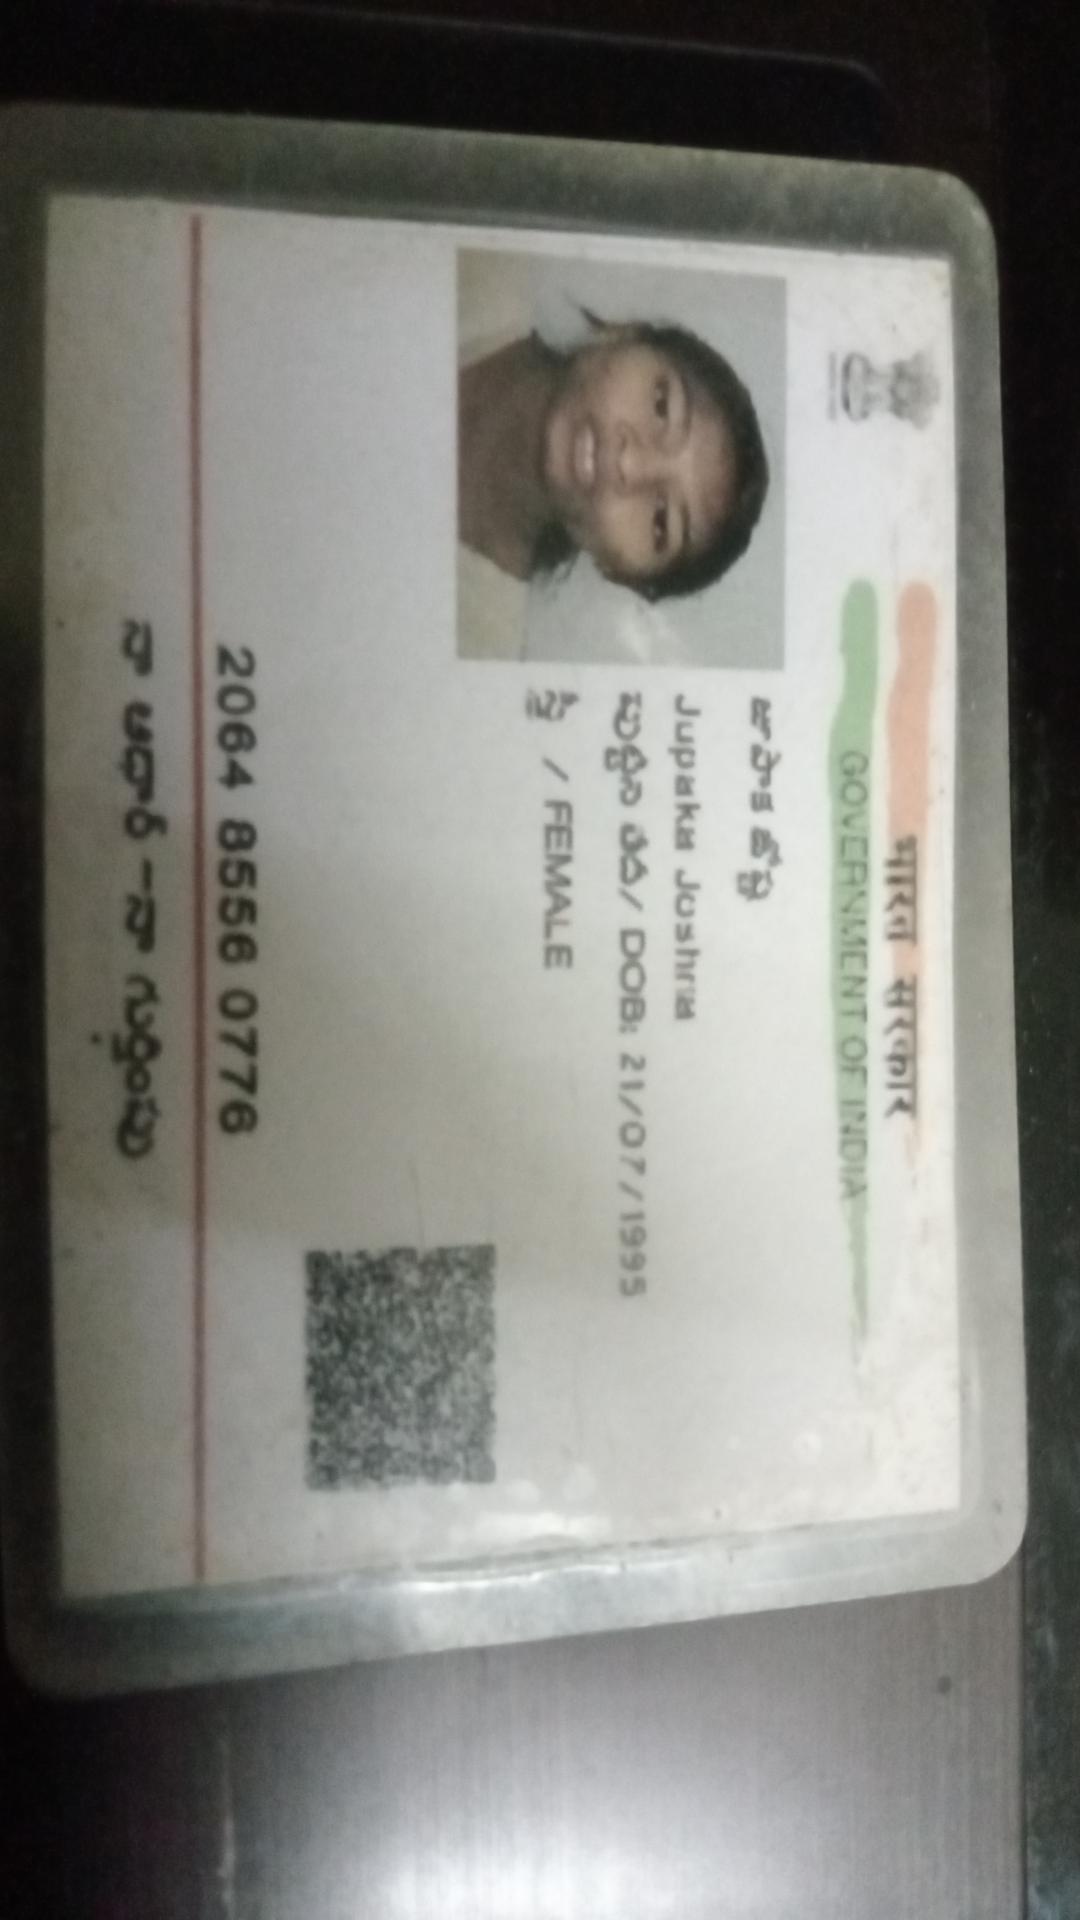 भारत सरकार
GOVERNMENT OF INDIA
Jupaka Joshna
పుట్టిన తేది/ DOB: 21/07/1995
స్త్రీ / FEMALE
2064 8556 0776
నా ఆధార్ - నా గుర్తింపు